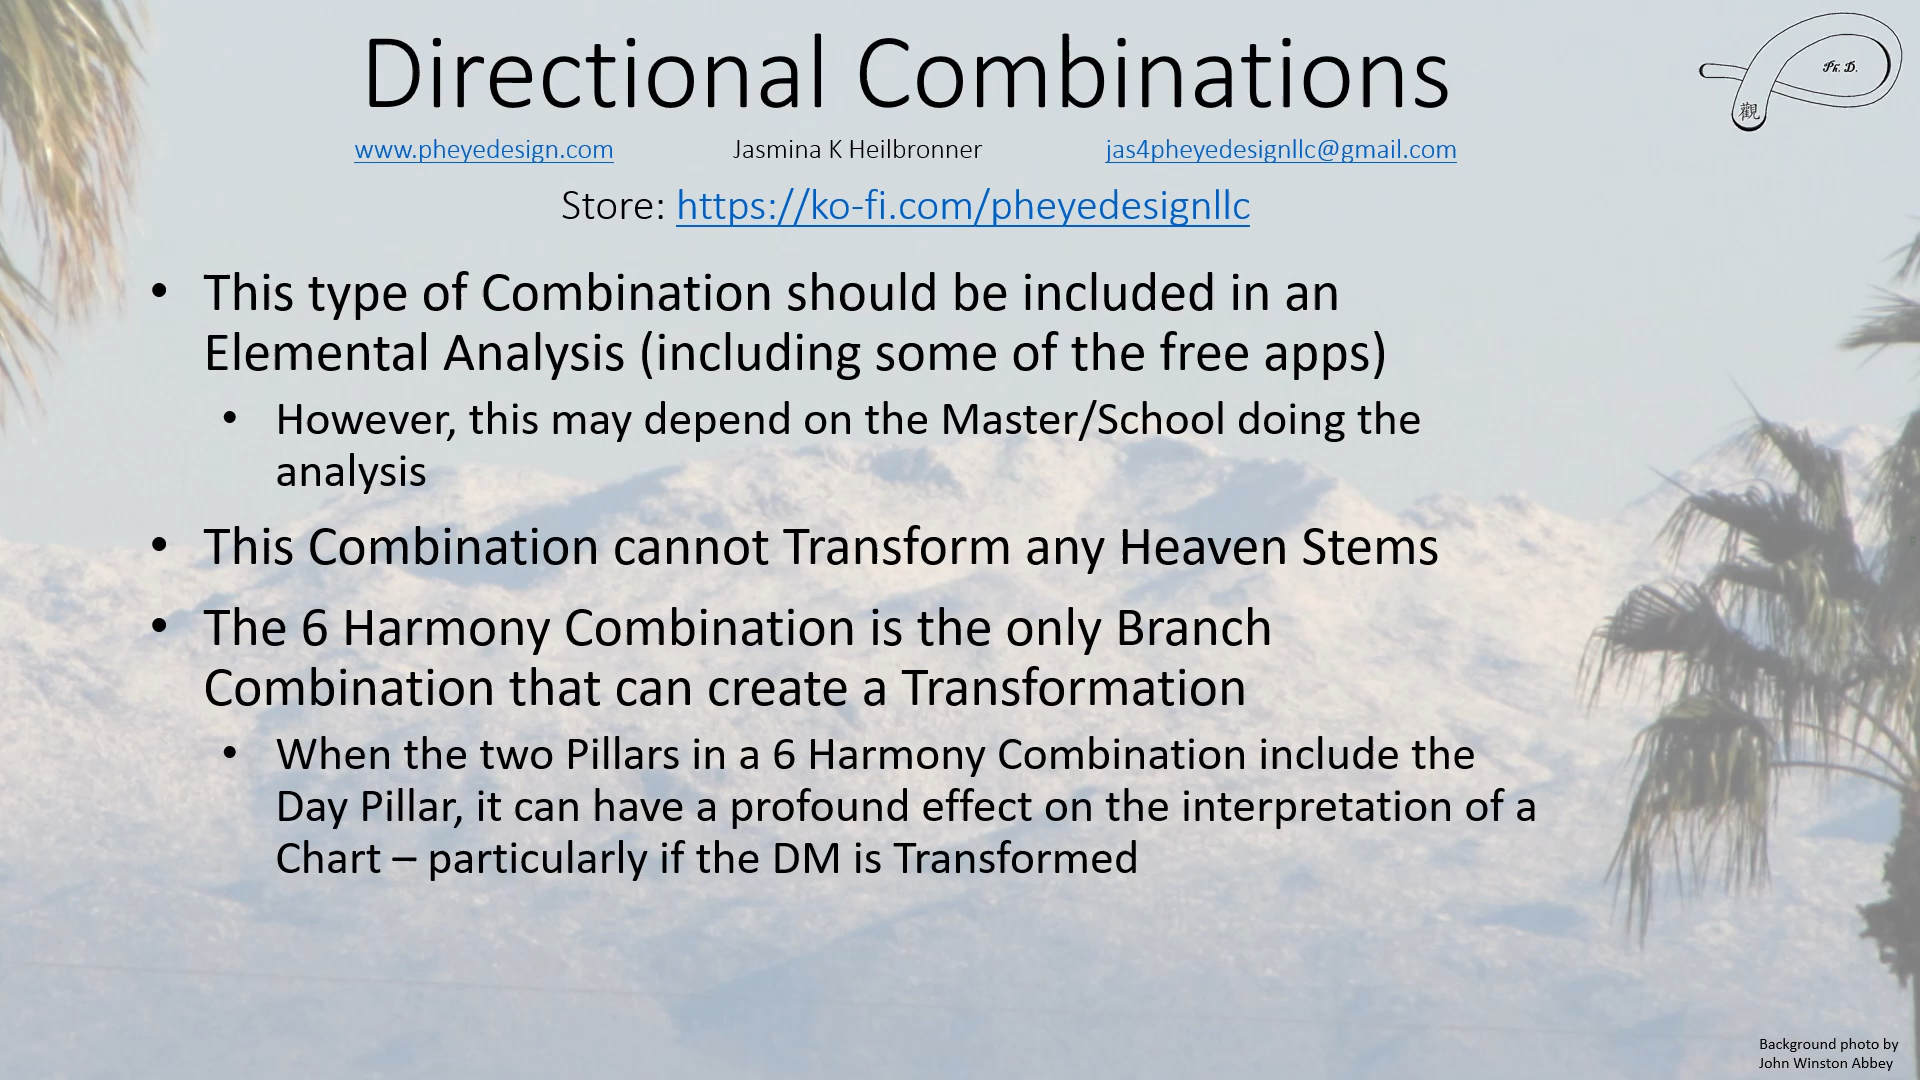 Directional Combinations
Ph. D.
觀
www.pheyedesign.com Jasmina K Heilbronner jas4pheyedesignllc@gmail.com
Store: https://ko-fi.com/pheyedesignllc
• This type of Combination should be included in an
Elemental Analysis (including some of the free apps)
• However, this may depend on the Master/School doing the
analysis
• This Combination cannot Transform any Heaven Stems
• The 6 Harmony Combination is the only Branch
Combination that can create a Transformation
• When the two Pillars in a 6 Harmony Combination include the
Day Pillar, it can have a profound effect on the interpretation of a
Chart – particularly if the DM is Transformed
Background photo by
John Winston Abbey